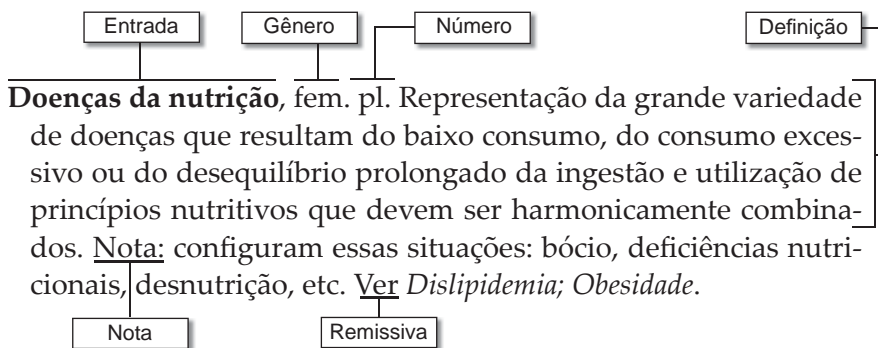 Entrada Gênero Número Definição
Doenças da nutrição, fem. pl. Representação da grande variedade
de doenças que resultam do baixo consumo, do consumo exces-
sivo ou do desequilíbrio prolongado da ingestão e utilização de
princípios nutritivos que devem ser harmonicamente combina-
dos. Nota: configuram essas situações: bócio, deficiências nutri-
cionais, desnutrição, etc. Ver Dislipidemia; Obesidade.
Nota Remissiva